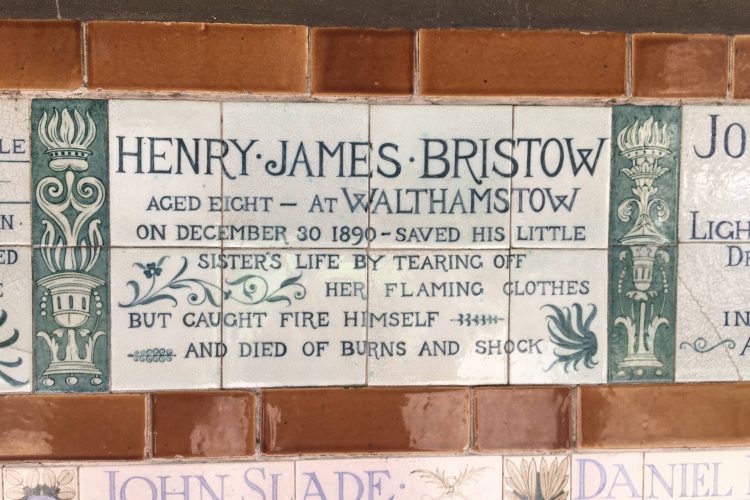 HENRY·JAMES·BRISTOW
AGED EIGHT — AT WALTHAMSTOW
ON DECEMBER 30 1890 - SAVED HIS LITTLE
SISTER'S LIFE BY TEARING OFF
HER FLAMING CLOTHES
BUT CAUGHT FIRE HIMSELF
AND DIED OF BURNS AND SHOCK
JOHN SLADE·
DANIEL